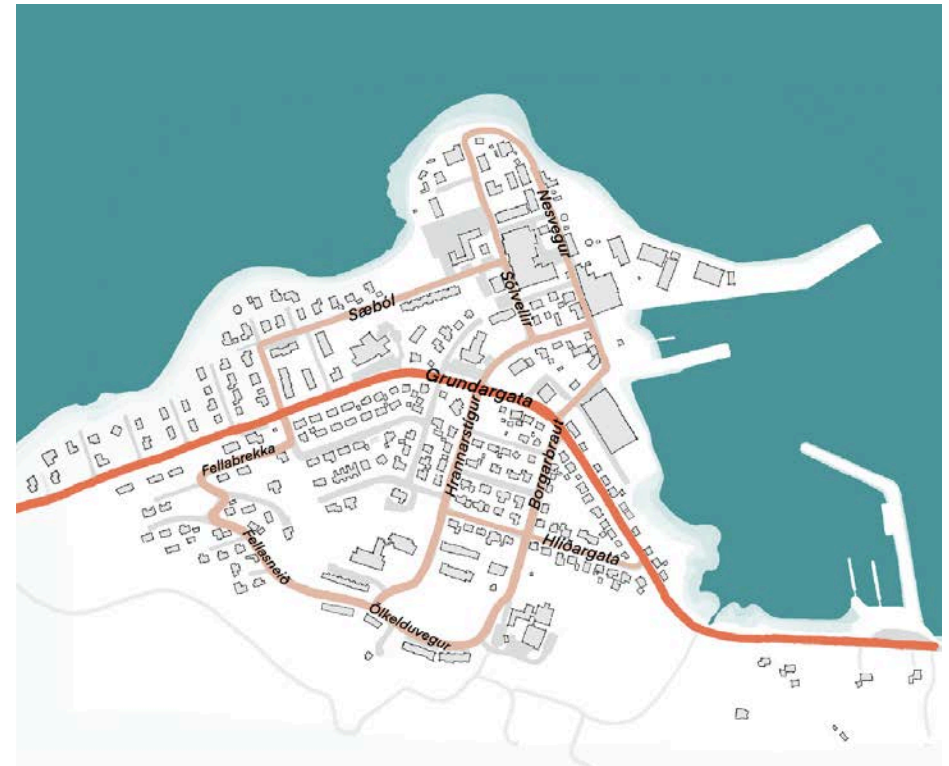 Nesvegur
Sólvellir
Sæból
Grundargata
Hrannarstígur
Fellabrekka
Borgarbraut
Hlíðargata
Fellasneið
Ölkelduvegur